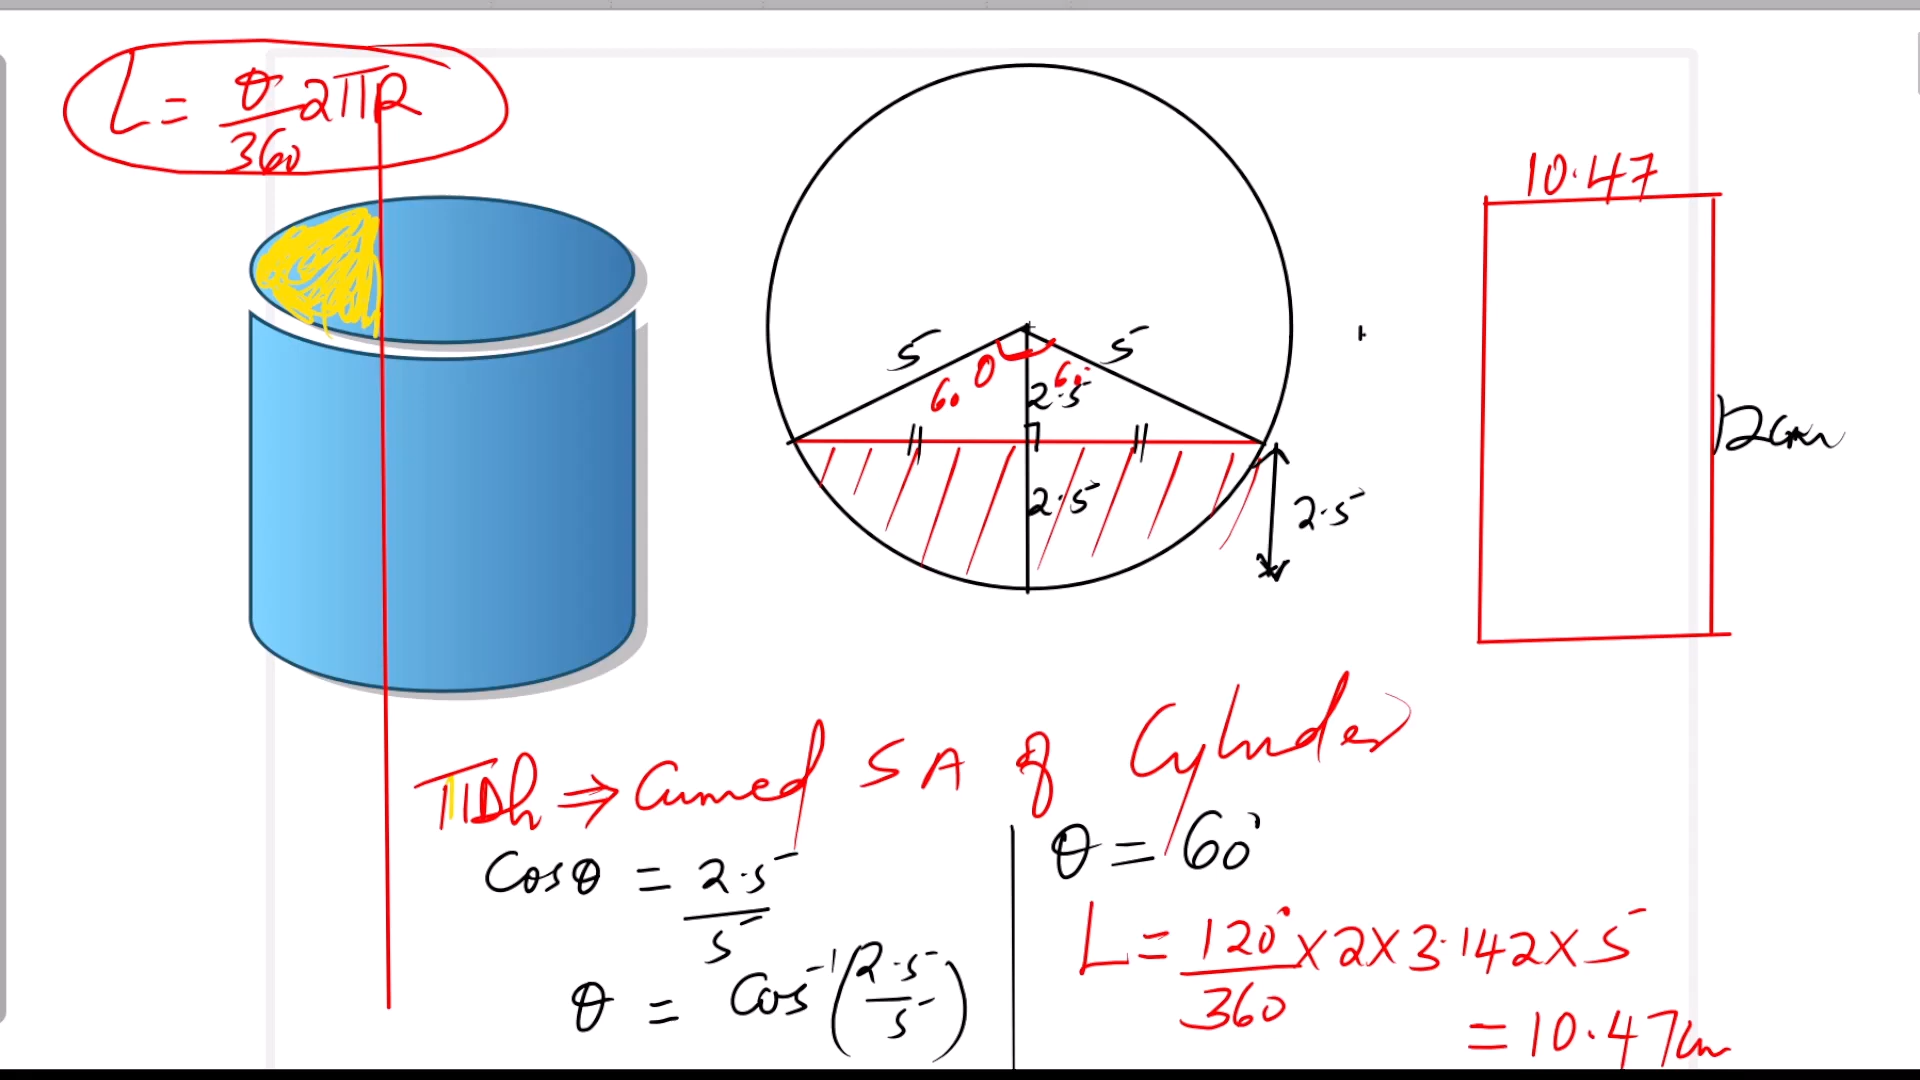 L = θ/360 2πR
10.47
5
5
θ
60
60°
2.5
12cm
2.5
2.5
πDh ⇒ Curved SA of Cylinder
Cosθ = 2.5/5
θ = Cos⁻¹(2.5/5)
θ = 60°
L = 120°/360 × 2 × 3.142 × 5
= 10.47cm